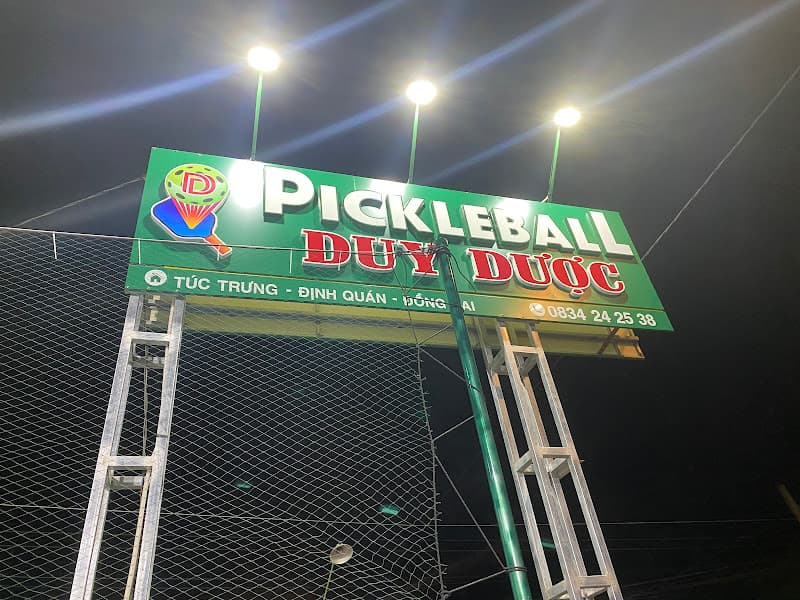 PICKLEBALL
DUY DƯỢC
TÚC TRƯNG - ĐỊNH QUÁN - ĐỒNG NAI
0834 24 25 38